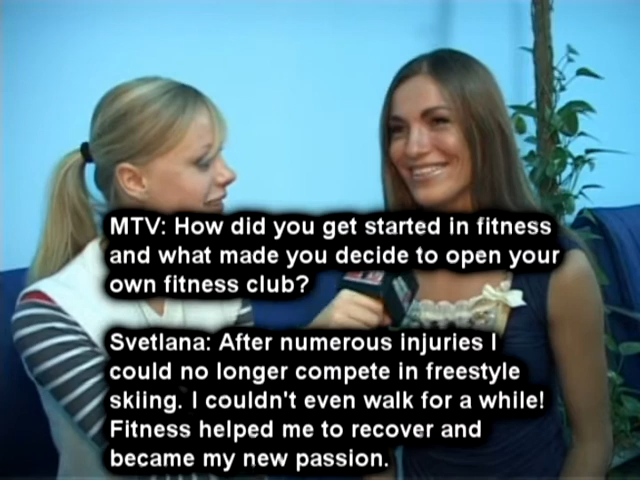 MTV: How did you get started in fitness
and what made you decide to open your
own fitness club?
Svetlana: After numerous injuries I
could no longer compete in freestyle
skiing. I couldn't even walk for a while!
Fitness helped me to recover and
became my new passion.